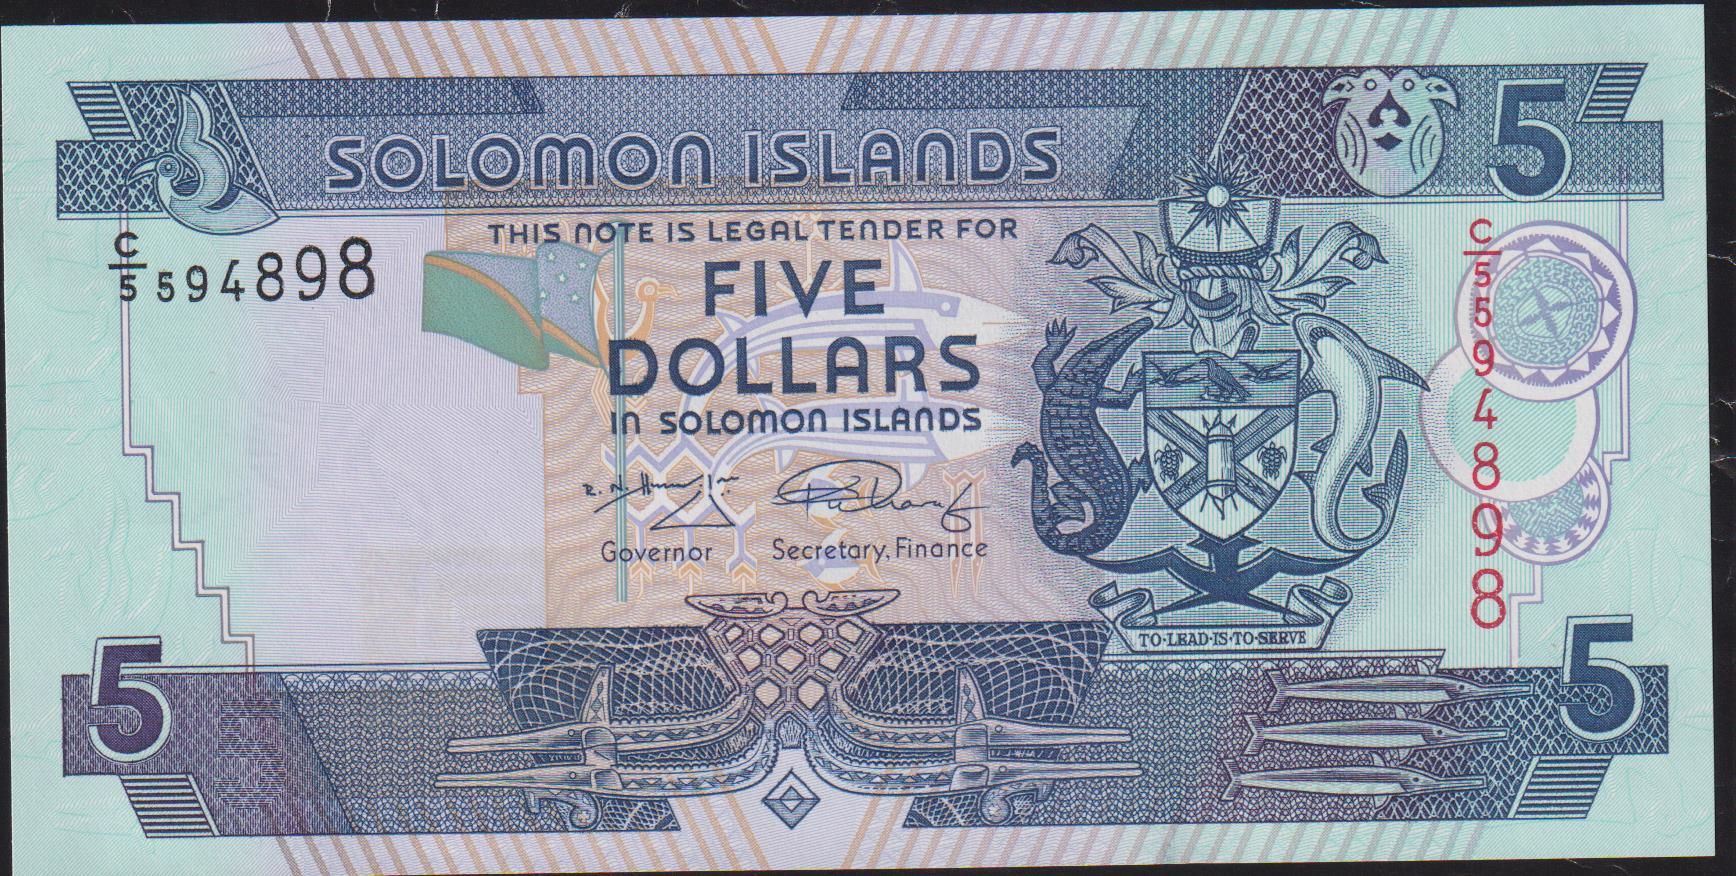 SOLOMON ISLANDS
5
THIS NOTE IS LEGAL TENDER FOR
FIVE
DOLLARS
IN SOLOMON ISLANDS
C/5 594898
C/5 594898
Governor
Secretary, Finance
TO·LEAD·IS·TO·SERVE
5
5